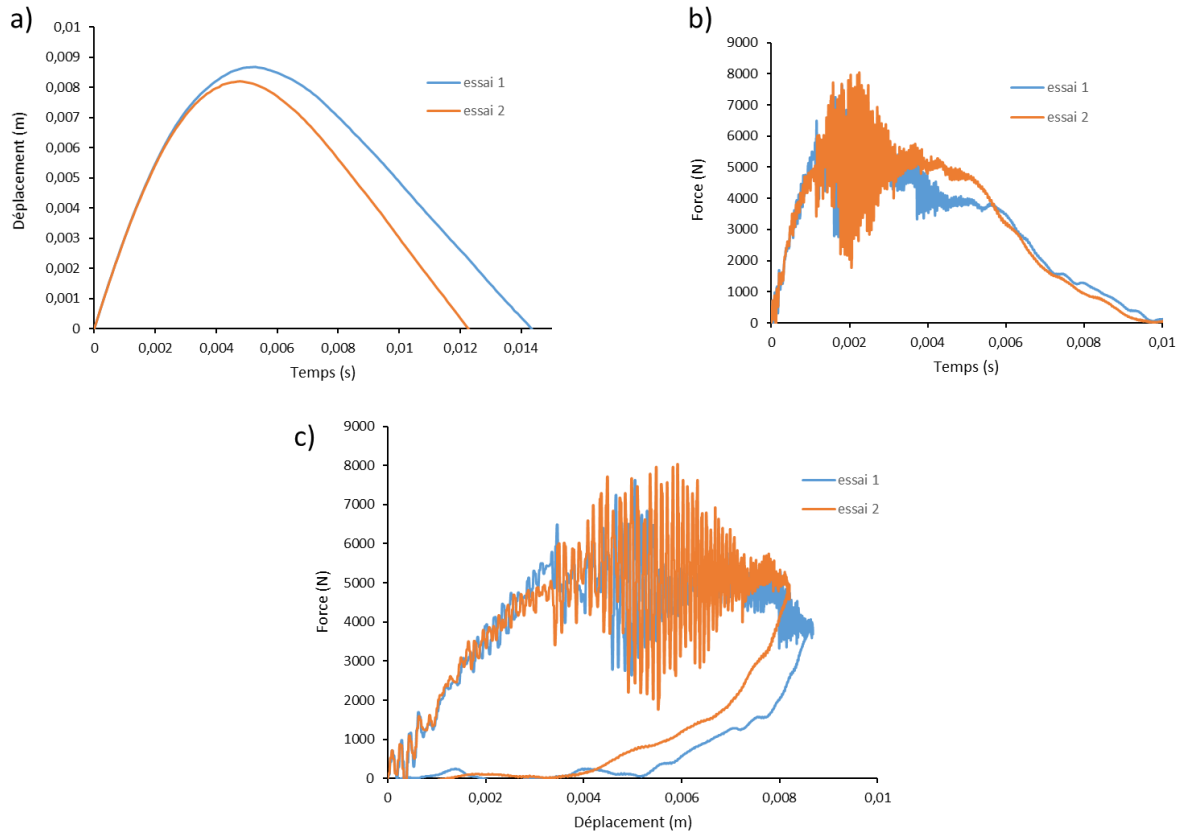 a)
0,01
0,009
0,008
0,007
0,006
0,005
0,004
0,003
0,002
0,001
0
Déplacement (m)
0 0,002 0,004 0,006 0,008 0,01 0,012 0,014
Temps (s)
essai 1
essai 2
b)
9000
8000
7000
6000
5000
4000
3000
2000
1000
0
Force (N)
0 0,002 0,004 0,006 0,008 0,01
Temps (s)
essai 1
essai 2
c)
9000
8000
7000
6000
5000
4000
3000
2000
1000
0
Force (N)
0 0,002 0,004 0,006 0,008 0,01
Déplacement (m)
essai 1
essai 2